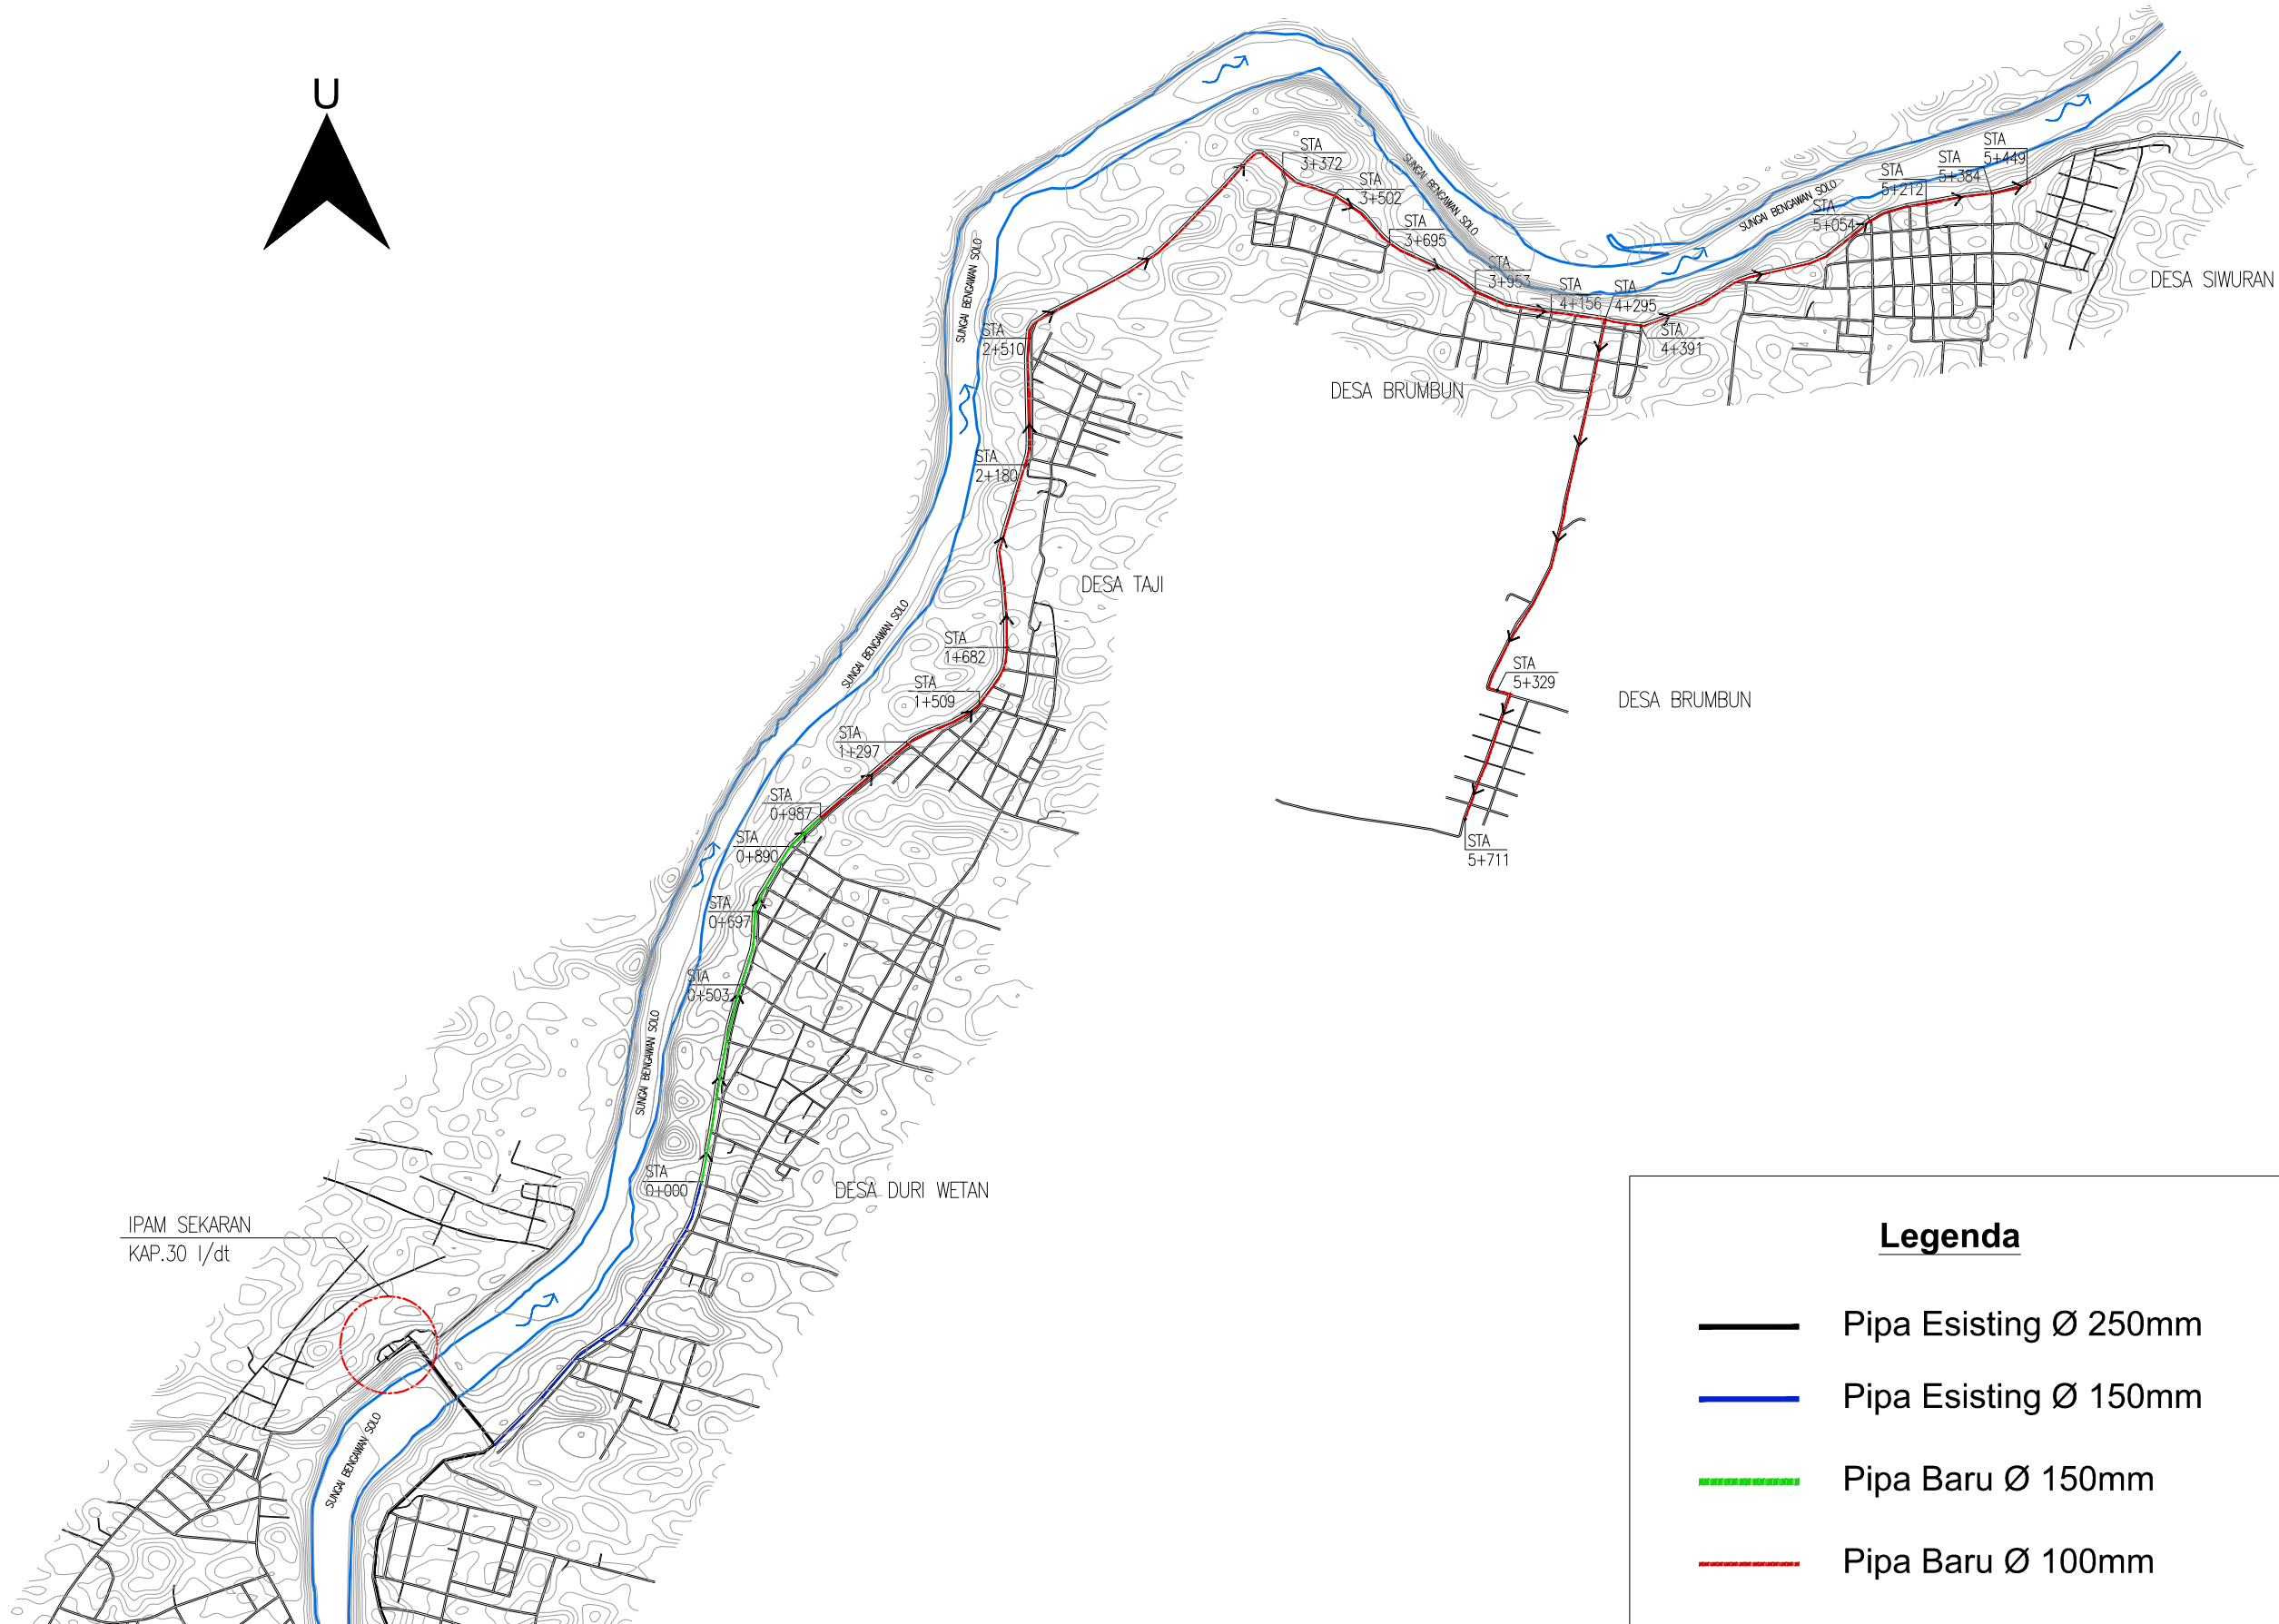 U
STA
3+372
STA
3+502
STA
3+695
STA
3+953
STA
4+156
STA
4+295
STA
4+391
STA
5+054
STA
5+212
STA
5+384
STA
5+449
SUNGAI BENGAWAN SOLO
SUNGAI BENGAWAN SOLO
DESA SIWURAN
DESA BRUMBUN
SUNGAI BENGAWAN SOLO
STA
2+510
STA
2+180
DESA TAJI
SUNGAI BENGAWAN SOLO
STA
1+682
STA
1+509
STA
1+297
STA
5+329
DESA BRUMBUN
STA
5+711
STA
0+987
STA
0+890
STA
0+697
STA
0+503
SUNGAI BENGAWAN SOLO
STA
0+000
DESA DURI WETAN
IPAM SEKARAN
KAP.30 l/dt
SUNGAI BENGAWAN SOLO
Legenda
Pipa Esisting Ø 250mm
Pipa Esisting Ø 150mm
Pipa Baru Ø 150mm
Pipa Baru Ø 100mm